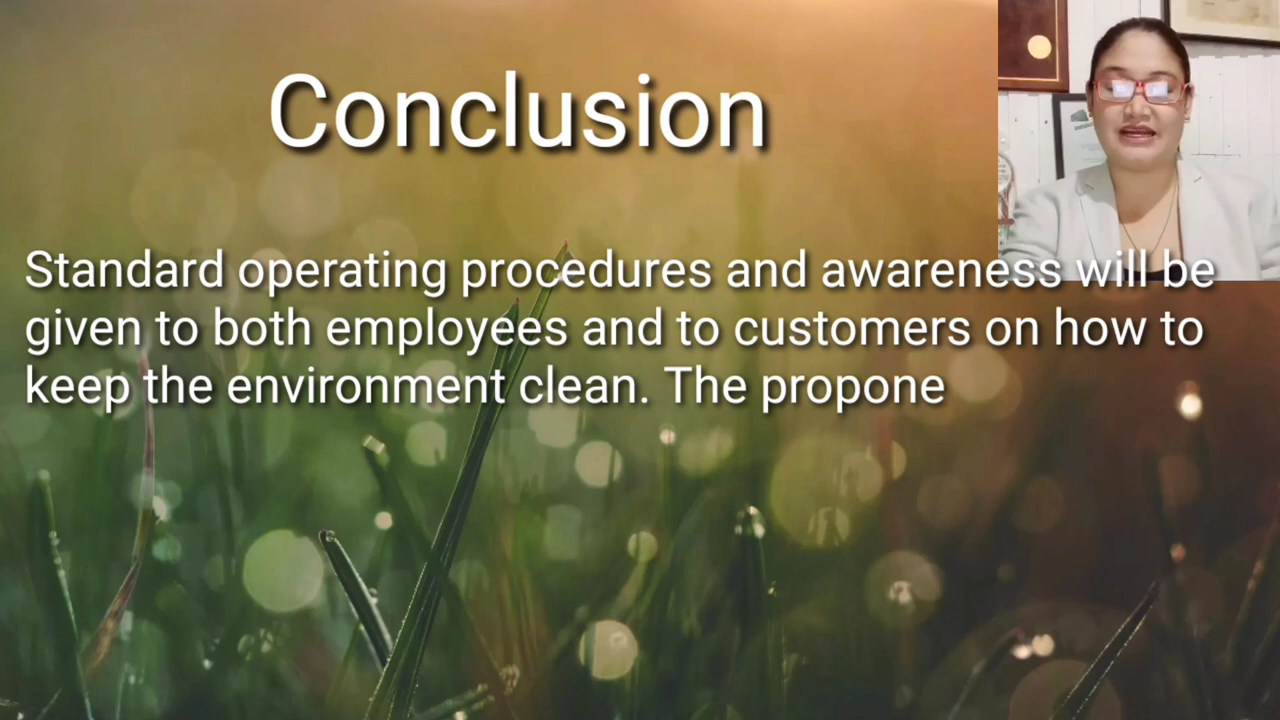 Conclusion
Standard operating procedures and awareness will be
given to both employees and to customers on how to
keep the environment clean. The propone